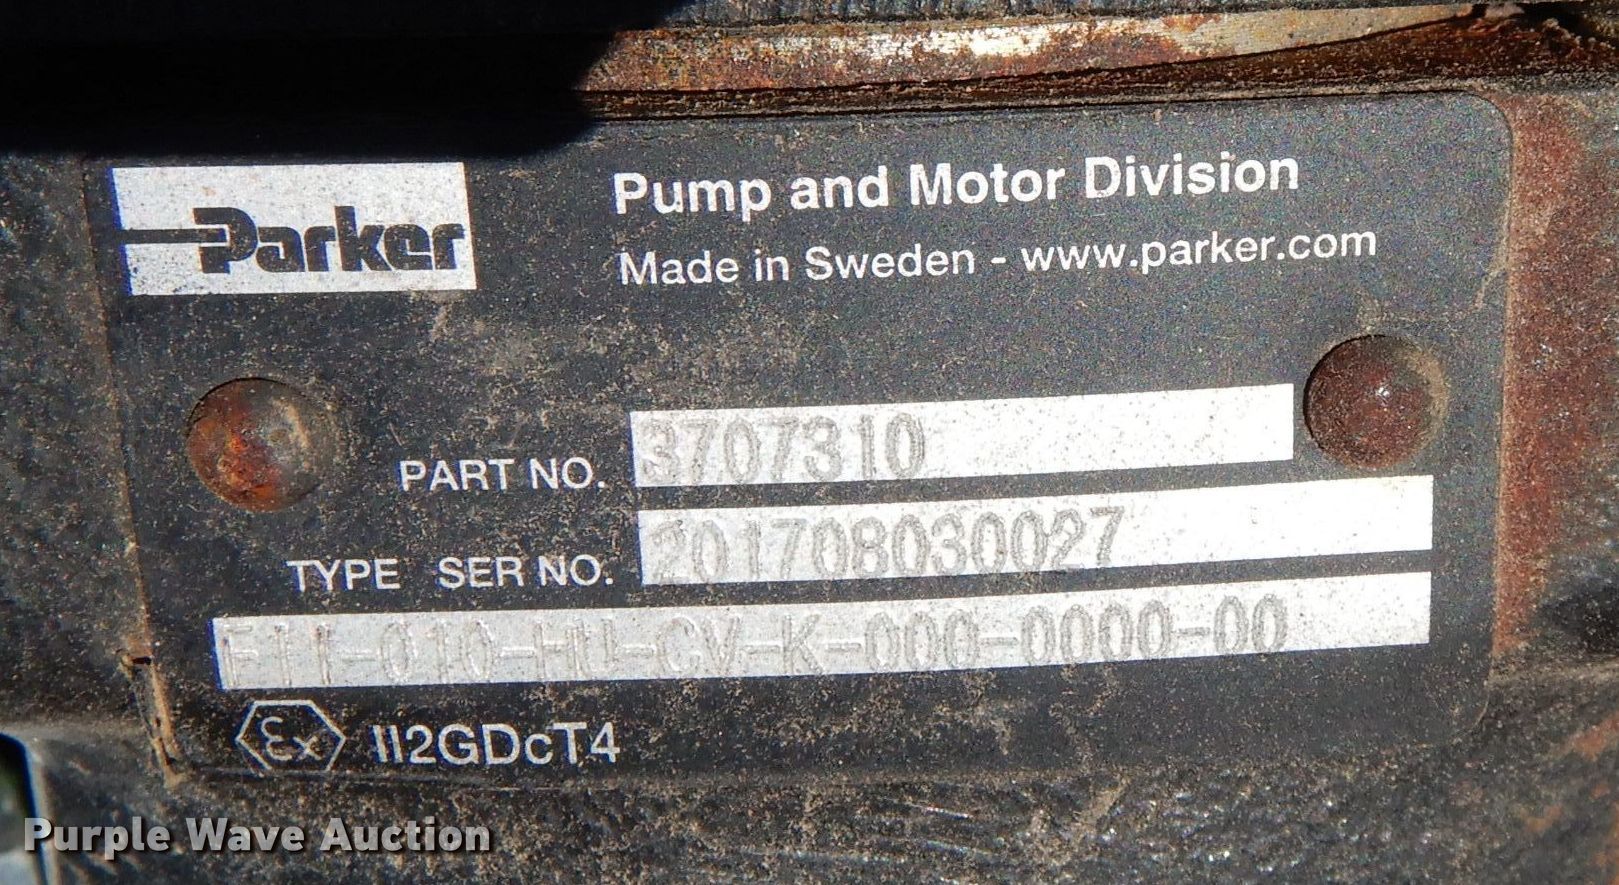 Parker
Pump and Motor Division
Made in Sweden - www.parker.com
PART NO. 3707310
TYPE SER NO. 201708030027
F11-010-HU-CV-K-000-0000-00
Ex II2GDcT4
Purple Wave Auction